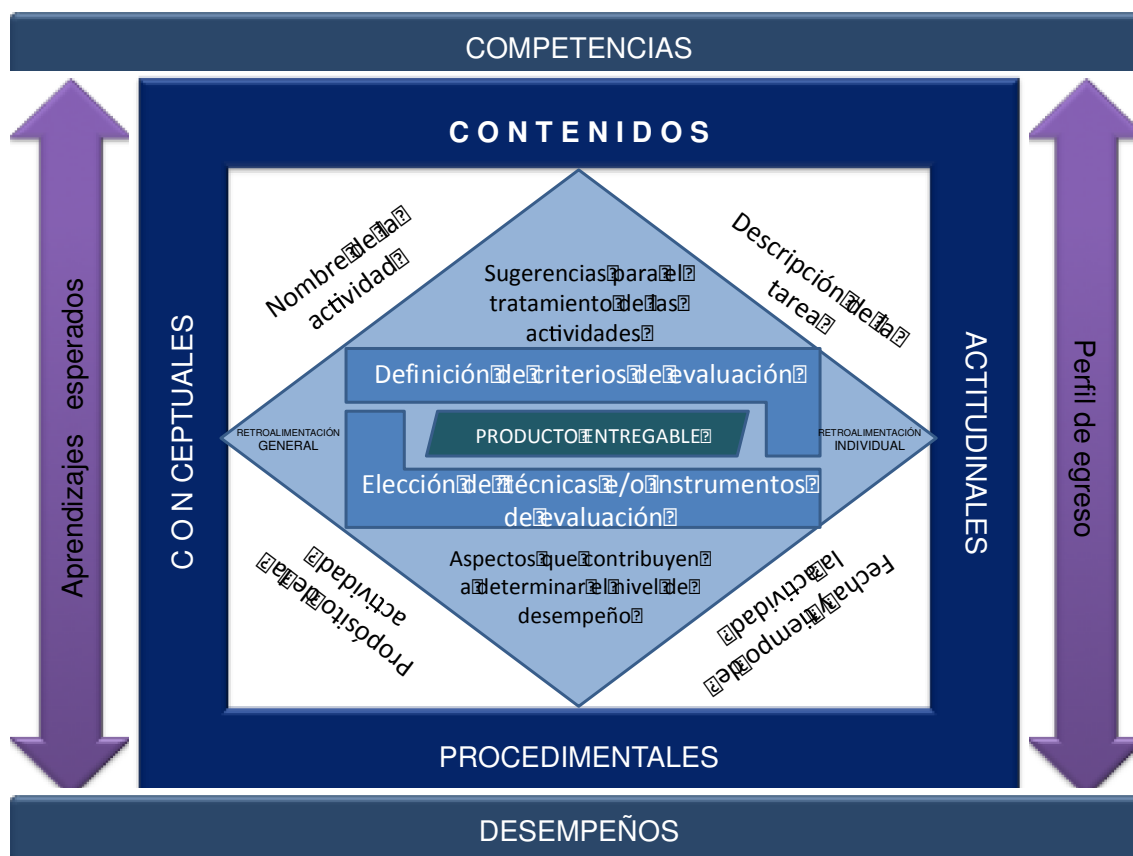 COMPETENCIAS
CONTENIDOS
Nombre de la
actividad
Descripción de la
tarea
Sugerencias para el
tratamiento de las
actividades
Aprendizajes esperados
CONCEPTUALES
Definición de criterios de evaluación
RETROALIMENTACIÓN
GENERAL
PRODUCTO ENTREGABLE
RETROALIMENTACIÓN
INDIVIDUAL
ACTITUDINALES
Perfil de egreso
Elección de técnicas e/o instrumentos
de evaluación
Aspectos que contribuyen
a determinar el nivel de
desempeño
Propósito de la
actividad
Fecha y tiempo de
la actividad
PROCEDIMENTALES
DESEMPEÑOS